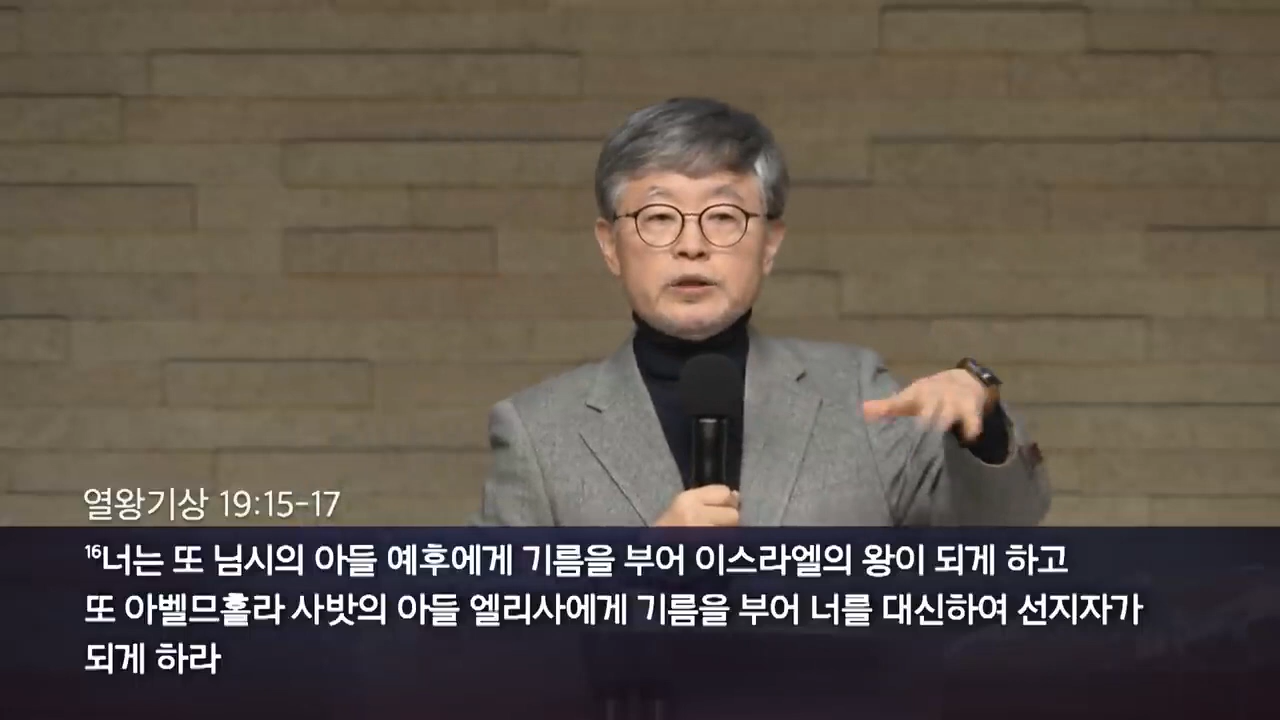 열왕기상 19:15-17
¹⁶너는 또 님시의 아들 예후에게 기름을 부어 이스라엘의 왕이 되게 하고
또 아벨므홀라 사밧의 아들 엘리사에게 기름을 부어 너를 대신하여 선지자가
되게 하라